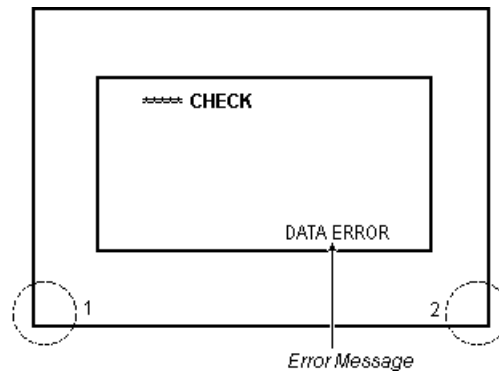 ***** CHECK
DATA ERROR
1
2
Error Message